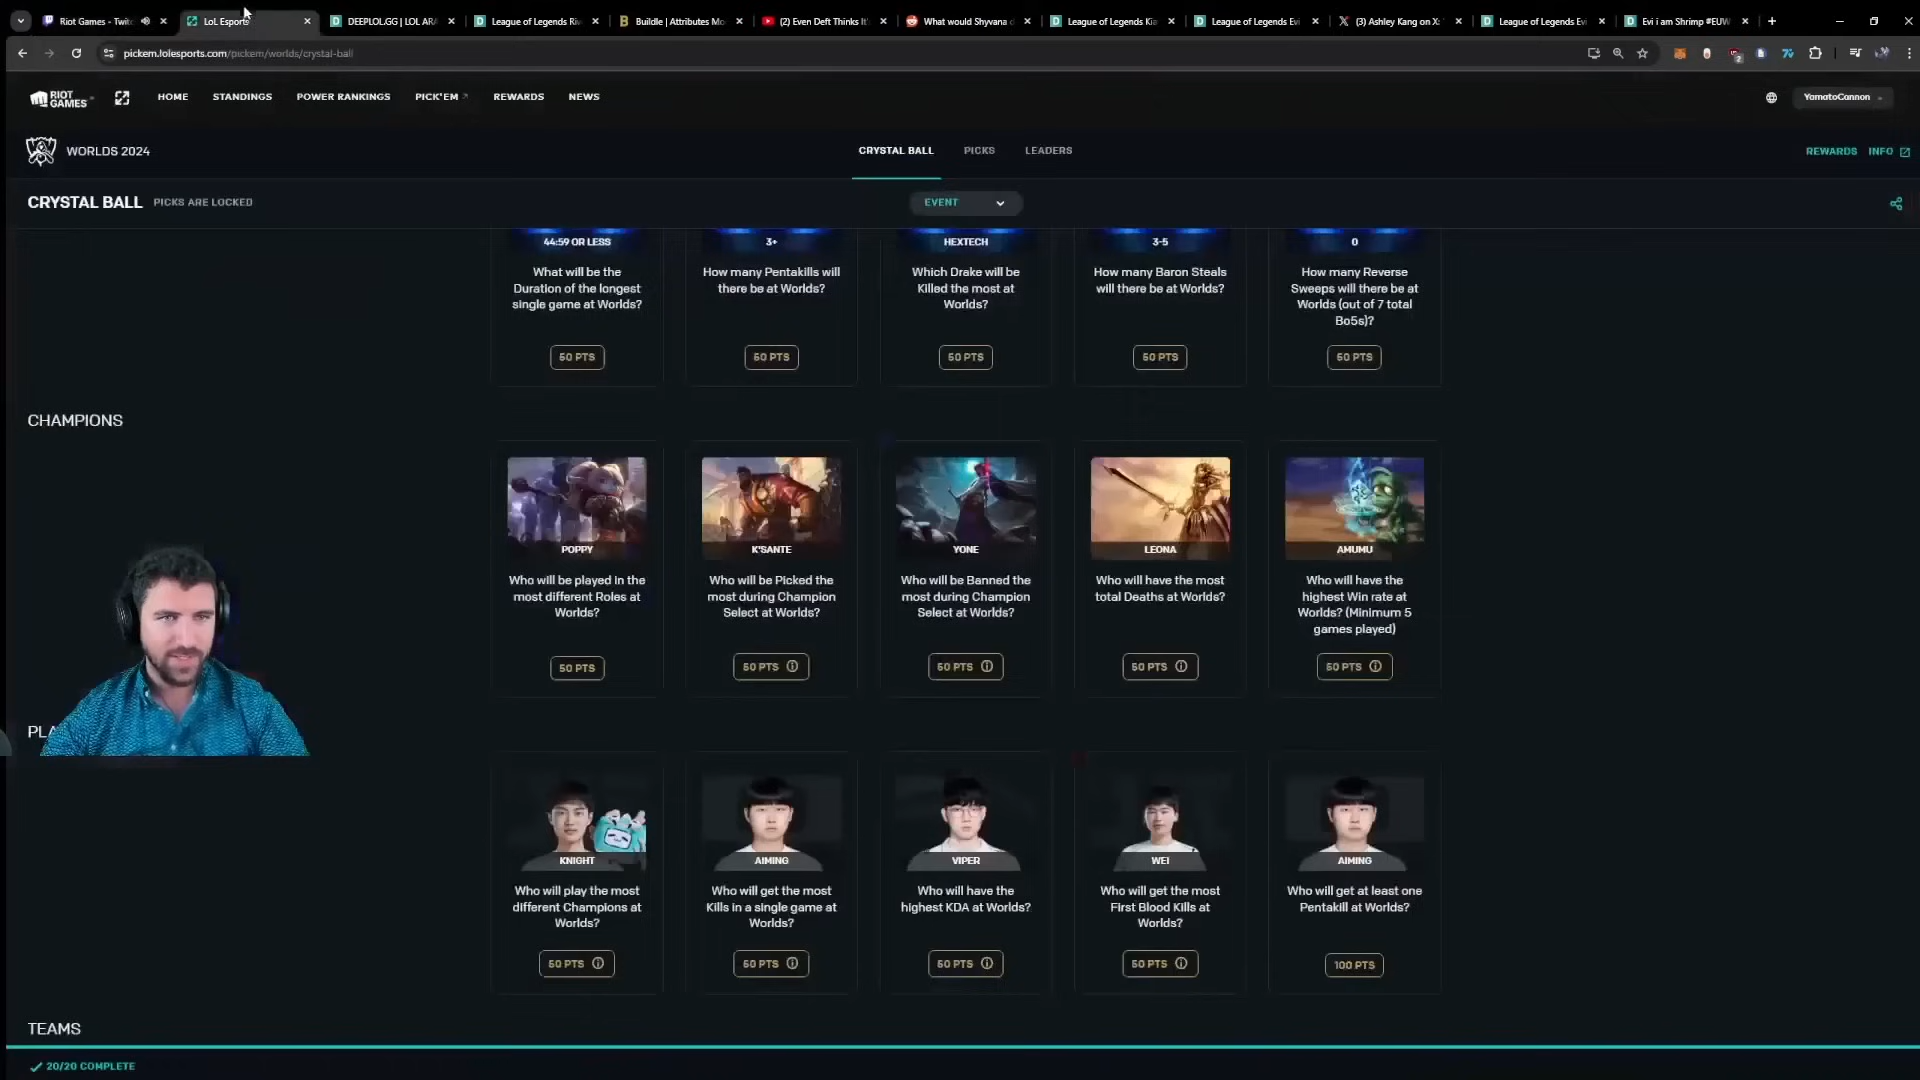 Riot Games - Twitc
LoL Esports
DEEPLOL.GG | LOL ARA
League of Legends Riv
Buildle | Attributes Mo
(2) Even Deft Thinks It'
What would Shyvana
League of Legends Kia
League of Legends Evi
(3) Ashley Kang on X:
League of Legends Evi
Evi i am Shrimp #EUW
pickem.lolesports.com/pickem/worlds/crystal-ball
RIOT GAMES
HOME
STANDINGS
POWER RANKINGS
PICK'EM
REWARDS
NEWS
YamatoCannon
WORLDS 2024
CRYSTAL BALL
PICKS
LEADERS
REWARDS
INFO
CRYSTAL BALL
PICKS ARE LOCKED
EVENT
44:59 OR LESS
What will be the
Duration of the longest
single game at Worlds?
50 PTS
3+
How many Pentakills will
there be at Worlds?
50 PTS
HEXTECH
Which Drake will be
Killed the most at
Worlds?
50 PTS
3-5
How many Baron Steals
will there be at Worlds?
50 PTS
0
How many Reverse
Sweeps will there be at
Worlds (out of 7 total
Bo5s)?
50 PTS
CHAMPIONS
POPPY
Who will be played in the
most different Roles at
Worlds?
50 PTS
K'SANTE
Who will be Picked the
most during Champion
Select at Worlds?
50 PTS
YONE
Who will be Banned the
most during Champion
Select at Worlds?
50 PTS
LEONA
Who will have the most
total Deaths at Worlds?
50 PTS
AMUMU
Who will have the
highest Win rate at
Worlds? (Minimum 5
games played)
50 PTS
PLA
KNIGHT
Who will play the most
different Champions at
Worlds?
50 PTS
AIMING
Who will get the most
Kills in a single game at
Worlds?
50 PTS
VIPER
Who will have the
highest KDA at Worlds?
50 PTS
WEI
Who will get the most
First Blood Kills at
Worlds?
50 PTS
AIMING
Who will get at least one
Pentakill at Worlds?
100 PTS
TEAMS
20/20 COMPLETE